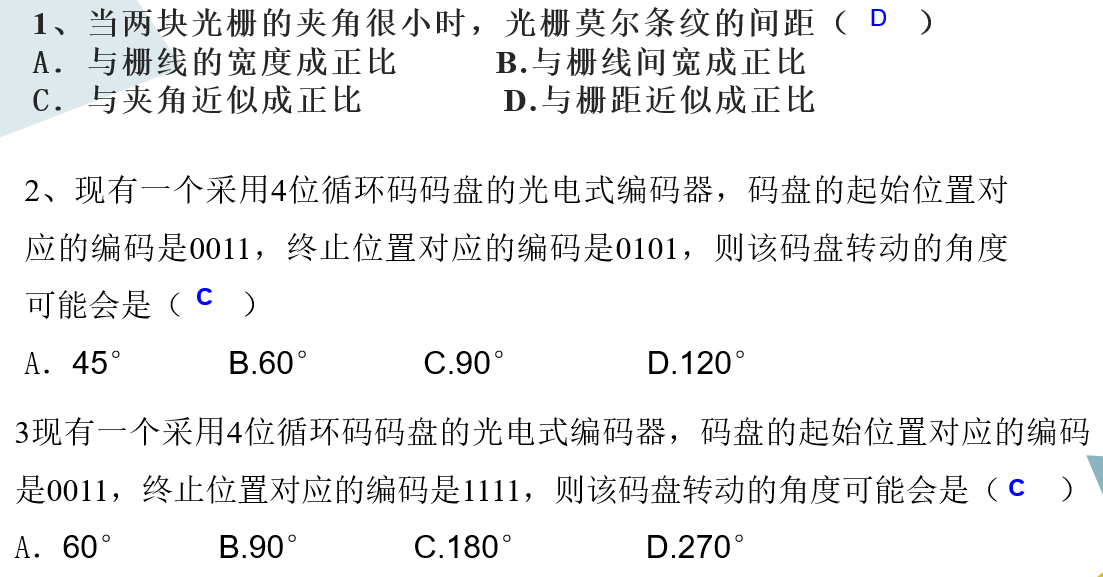 1、当两块光栅的夹角很小时，光栅莫尔条纹的间距（ D ）
A．与栅线的宽度成正比 B.与栅线间宽成正比
C．与夹角近似成正比 D.与栅距近似成正比
2、现有一个采用4位循环码码盘的光电式编码器，码盘的起始位置对
应的编码是0011，终止位置对应的编码是0101，则该码盘转动的角度
可能会是（ C ）
A．45° B.60° C.90° D.120°
3现有一个采用4位循环码码盘的光电式编码器，码盘的起始位置对应的编码
是0011，终止位置对应的编码是1111，则该码盘转动的角度可能会是（ C ）
A．60° B.90° C.180° D.270°